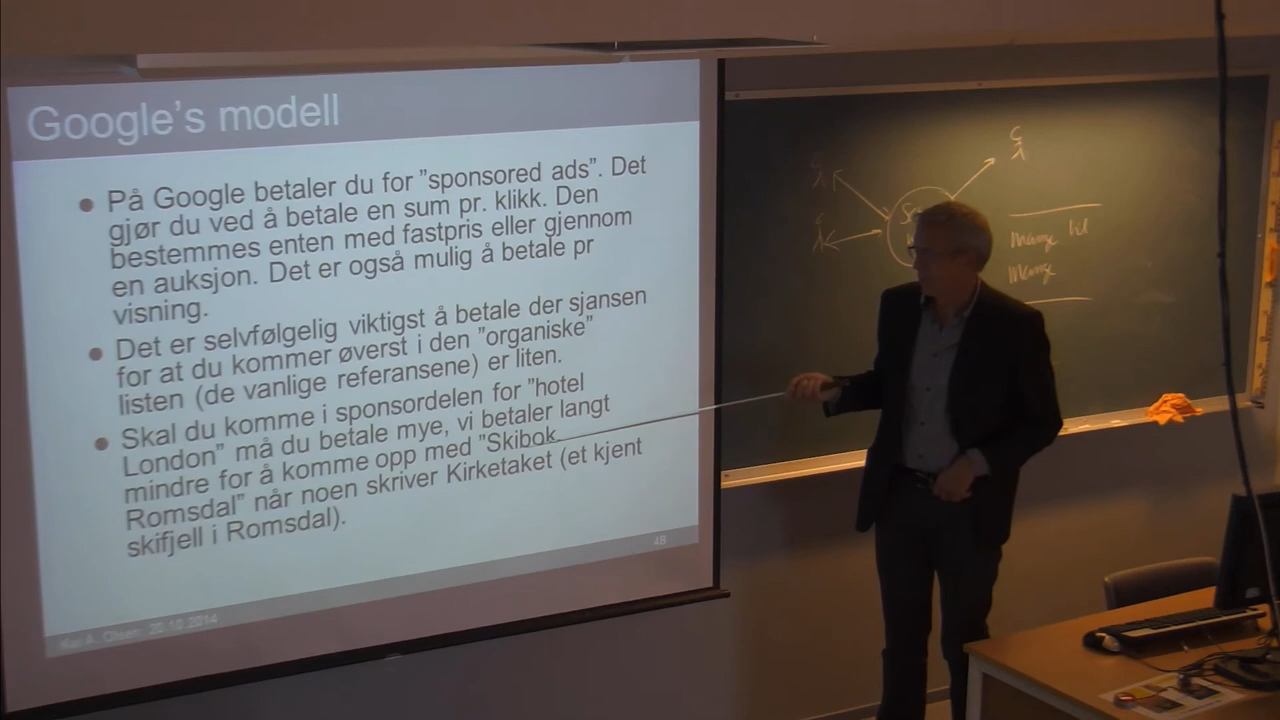 Google's modell
På Google betaler du for "sponsored ads". Det
gjør du ved å betale en sum pr. klikk. Den
bestemmes enten med fastpris eller gjennom
en auksjon. Det er også mulig å betale pr
visning.
Det er selvfølgelig viktigst å betale der sjansen
for at du kommer øverst i den "organiske"
listen (de vanlige referansene) er liten.
Skal du komme i sponsordelen for "hotel
London" må du betale mye, vi betaler langt
mindre for å komme opp med "Skibok
Romsdal" når noen skriver Kirketaket (et kjent
skifjell i Romsdal).
48
Kai A. Olsen, 20.10.2014
Mange
Mange